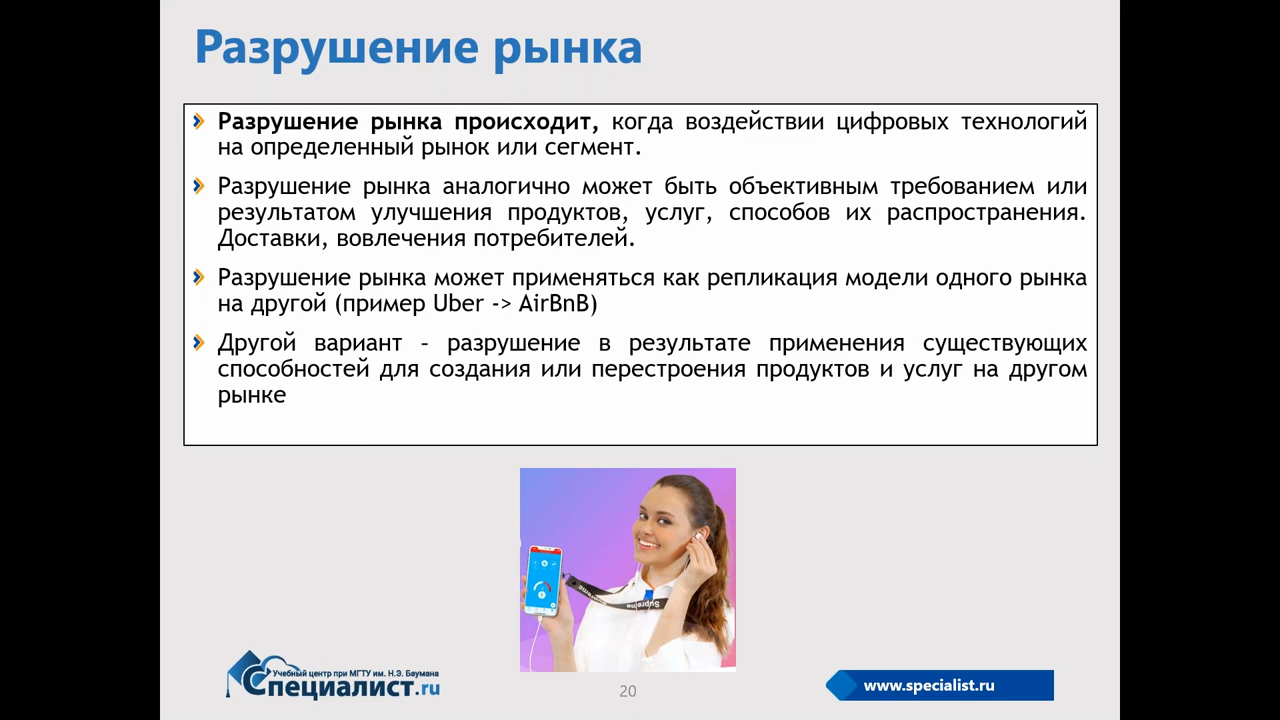 Разрушение рынка
Разрушение рынка происходит, когда воздействии цифровых технологий
на определенный рынок или сегмент.
Разрушение рынка аналогично может быть объективным требованием или
результатом улучшения продуктов, услуг, способов их распространения.
Доставки, вовлечения потребителей.
Разрушение рынка может применяться как репликация модели одного рынка
на другой (пример Uber -> AirBnB)
Другой вариант – разрушение в результате применения существующих
способностей для создания или перестроения продуктов и услуг на другом
рынке
Supreme
Supreme
Учебный центр при МГТУ им. Н.Э. Баумана
Специалист.ru
20
www.specialist.ru